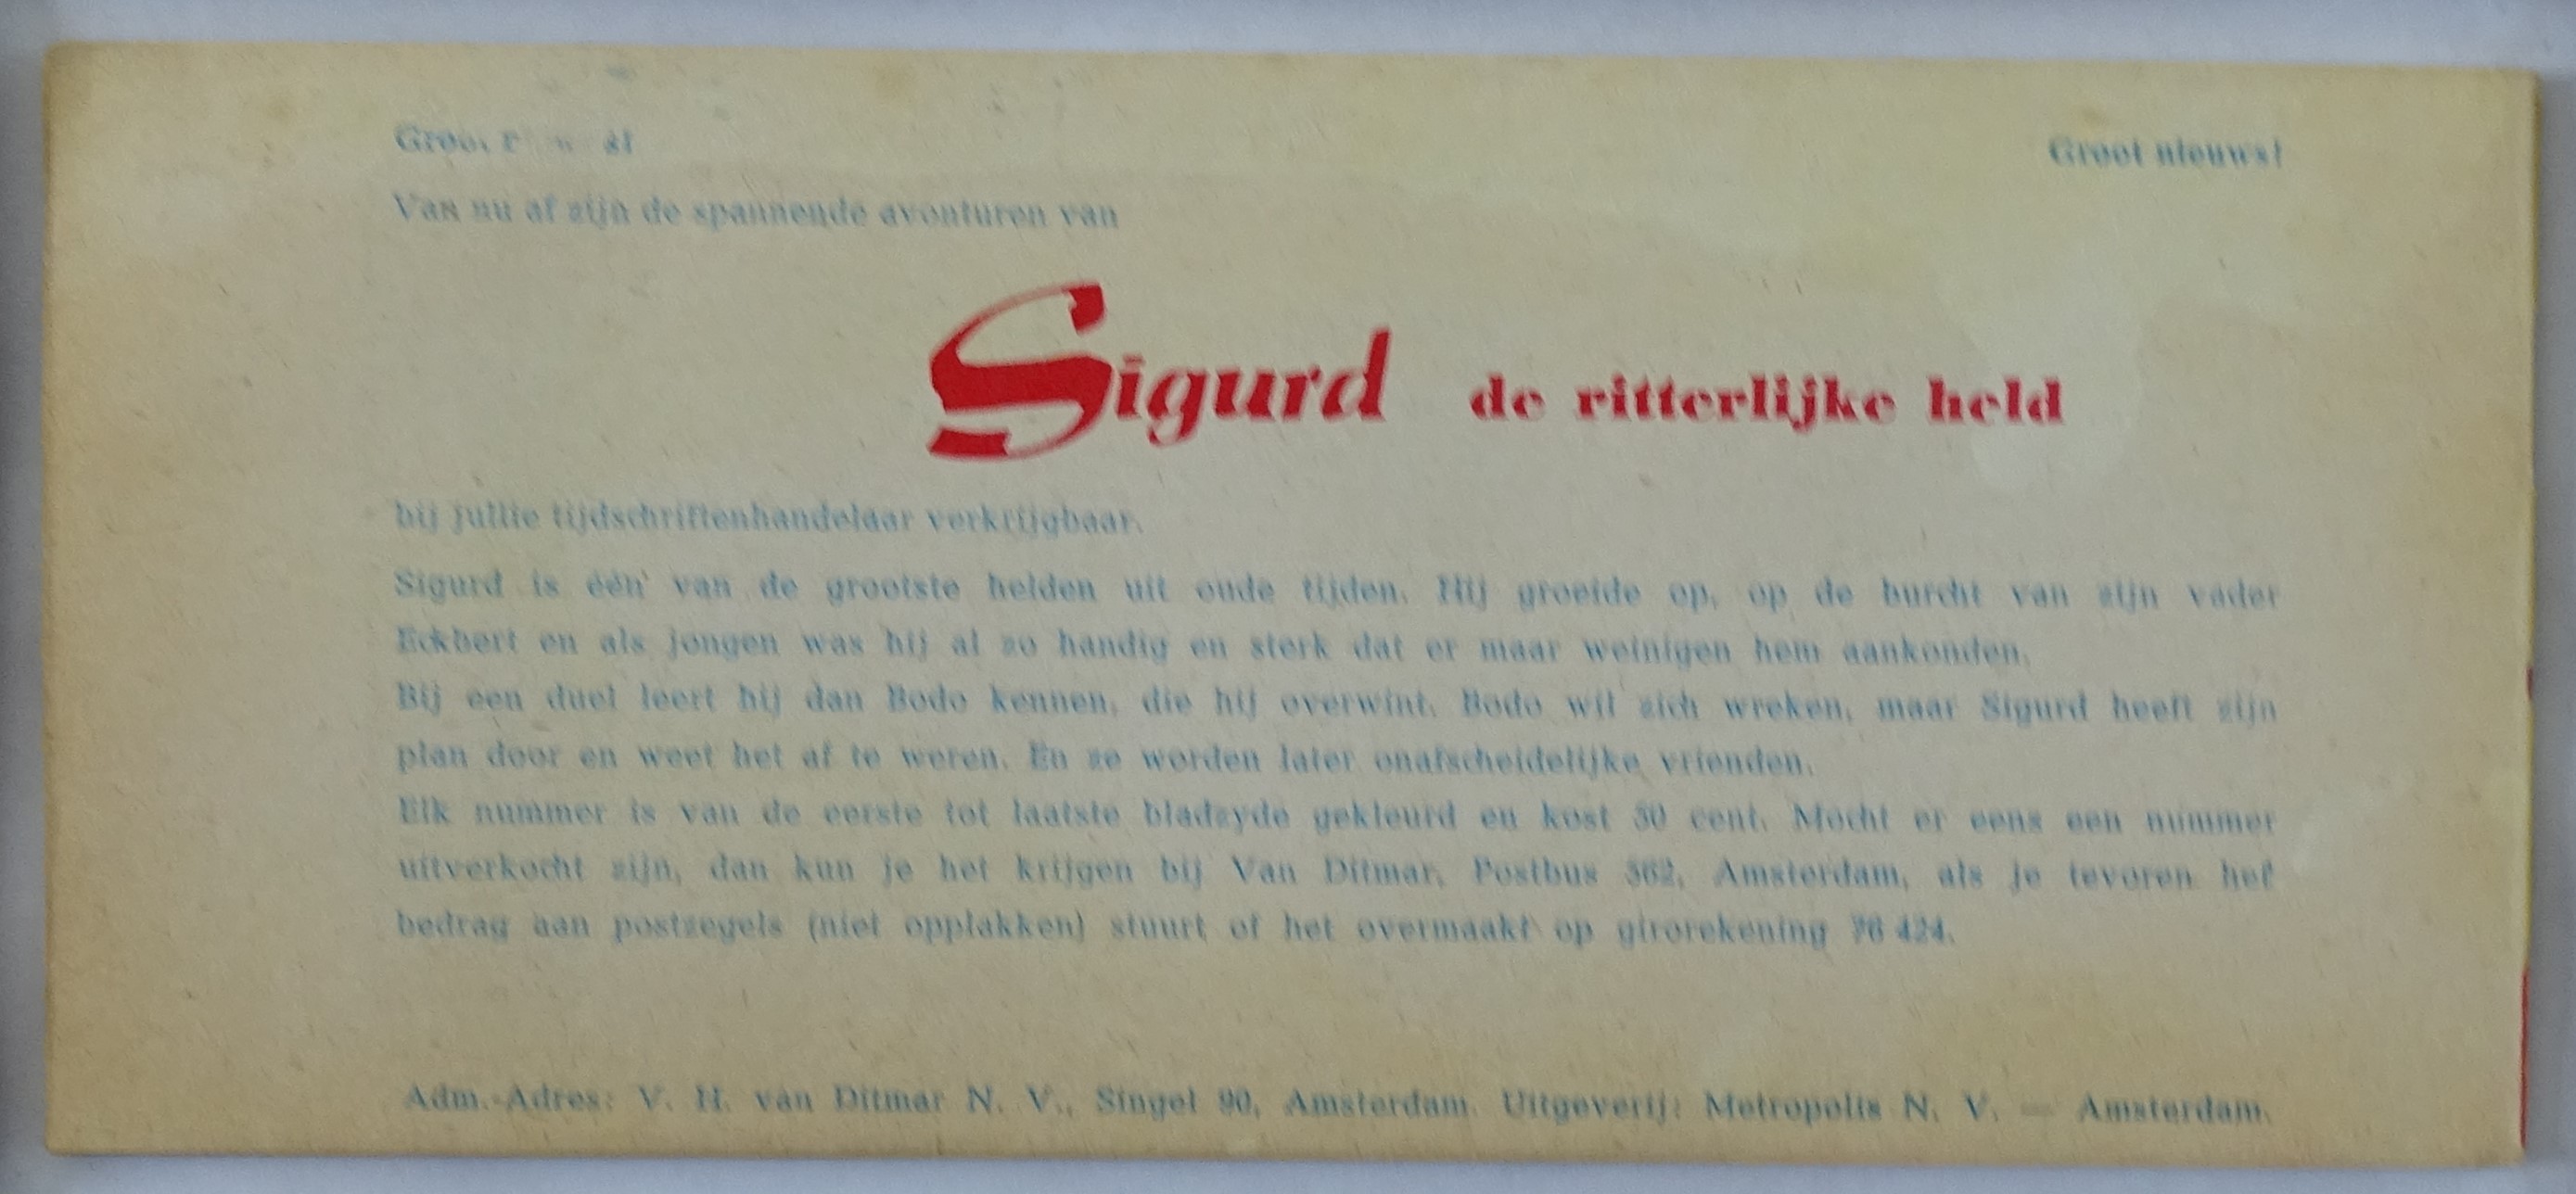 Groot Groot nieuws!
Van nu af zijn de spannende avonturen van
Sigurd de ritterlijke held
bij jullie tijdschriftenhandelaar verkrijgbaar.
Sigurd is één van de grootste helden uit oude tijden. Hij groeide op, op de burcht van zijn vader
Eckbert en als jongen was hij al zo handig en sterk dat er maar weinigen hem aankonden.
Bij een duel leert hij dan Bodo kennen, die hij overwint. Bodo wil zich wreken, maar Sigurd heeft zijn
plan door en weet het af te weren. En ze worden later onafscheidelijke vrienden.
Elk nummer is van de eerste tot laatste bladzyde gekleurd en kost 30 cent. Mocht er eens een nummer
uitverkocht zijn, dan kun je het krijgen bij Van Ditmar, Postbus 362, Amsterdam, als je tevoren het
bedrag aan postzegels (niet opplakken) stuurt of het overmaakt op girorekening 76 424.
Adm.-Adres: V. H. van Ditmar N. V., Singel 90, Amsterdam. Uitgeverij: Metropolis N. V. — Amsterdam.